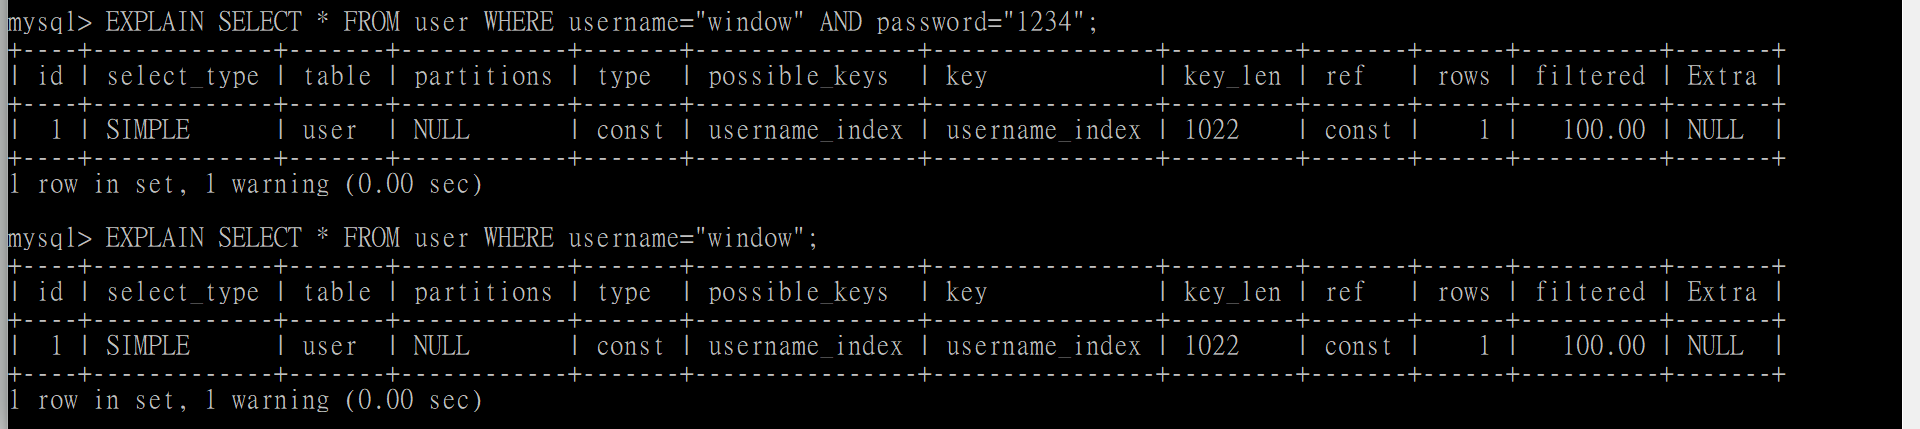 mysql> EXPLAIN SELECT * FROM user WHERE username="window" AND password="1234";
+----+-------------+-------+------------+-------+----------------+----------------+---------+-------+------+----------+-------+
| id | select_type | table | partitions | type  | possible_keys  | key            | key_len | ref   | rows | filtered | Extra |
+----+-------------+-------+------------+-------+----------------+----------------+---------+-------+------+----------+-------+
|  1 | SIMPLE      | user  | NULL       | const | username_index | username_index | 1022    | const |    1 |   100.00 | NULL  |
+----+-------------+-------+------------+-------+----------------+----------------+---------+-------+------+----------+-------+
1 row in set, 1 warning (0.00 sec)
mysql> EXPLAIN SELECT * FROM user WHERE username="window";
+----+-------------+-------+------------+-------+----------------+----------------+---------+-------+------+----------+-------+
| id | select_type | table | partitions | type  | possible_keys  | key            | key_len | ref   | rows | filtered | Extra |
+----+-------------+-------+------------+-------+----------------+----------------+---------+-------+------+----------+-------+
|  1 | SIMPLE      | user  | NULL       | const | username_index | username_index | 1022    | const |    1 |   100.00 | NULL  |
+----+-------------+-------+------------+-------+----------------+----------------+---------+-------+------+----------+-------+
1 row in set, 1 warning (0.00 sec)